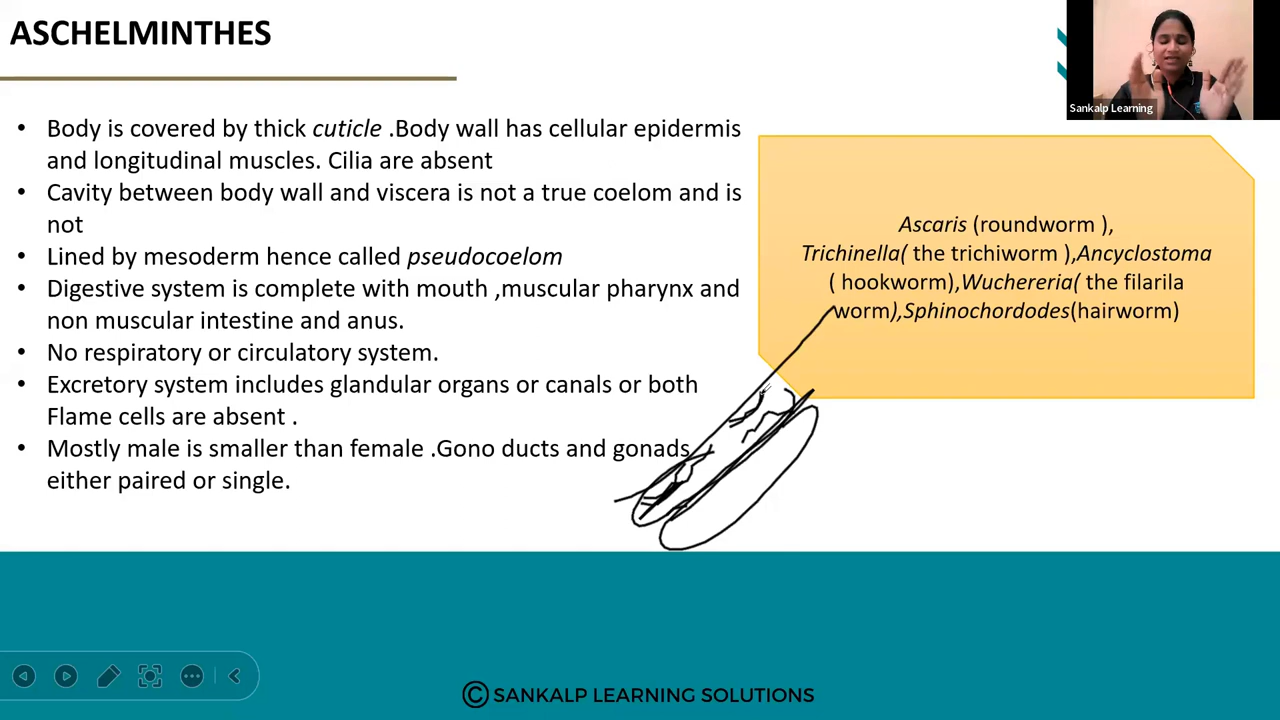 ASCHELMINTHES
Sankalp Learning
• Body is covered by thick cuticle .Body wall has cellular epidermis
and longitudinal muscles. Cilia are absent
• Cavity between body wall and viscera is not a true coelom and is
not
• Lined by mesoderm hence called pseudocoelom
• Digestive system is complete with mouth ,muscular pharynx and
non muscular intestine and anus.
• No respiratory or circulatory system.
• Excretory system includes glandular organs or canals or both
Flame cells are absent .
• Mostly male is smaller than female .Gono ducts and gonads
either paired or single.
Ascaris (roundworm ),
Trichinella( the trichiworm ),Ancyclostoma
( hookworm),Wuchereria( the filarila
worm),Sphinochordodes(hairworm)
© SANKALP LEARNING SOLUTIONS